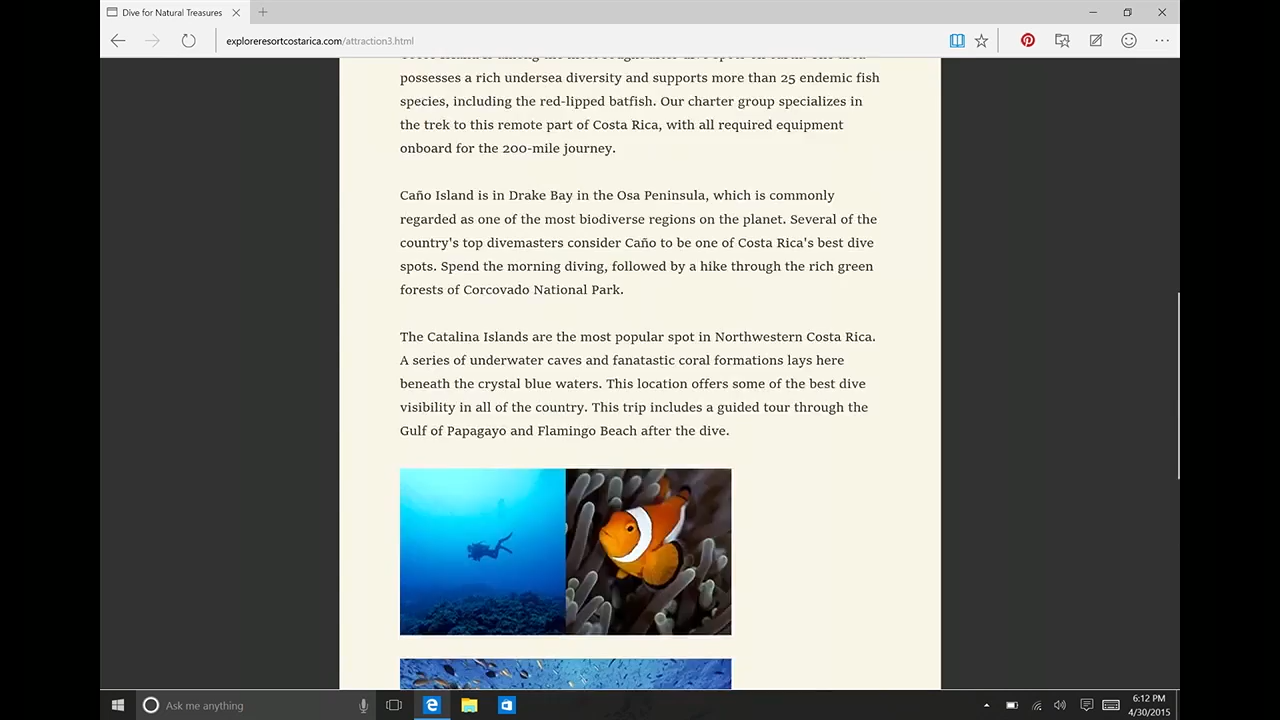 Dive for Natural Treasures
exploreresortcostarica.com/attraction3.html
possesses a rich undersea diversity and supports more than 25 endemic fish
species, including the red-lipped batfish. Our charter group specializes in
the trek to this remote part of Costa Rica, with all required equipment
onboard for the 200-mile journey.
Caño Island is in Drake Bay in the Osa Peninsula, which is commonly
regarded as one of the most biodiverse regions on the planet. Several of the
country's top divemasters consider Caño to be one of Costa Rica's best dive
spots. Spend the morning diving, followed by a hike through the rich green
forests of Corcovado National Park.
The Catalina Islands are the most popular spot in Northwestern Costa Rica.
A series of underwater caves and fanatastic coral formations lays here
beneath the crystal blue waters. This location offers some of the best dive
visibility in all of the country. This trip includes a guided tour through the
Gulf of Papagayo and Flamingo Beach after the dive.
Ask me anything
6:12 PM
4/30/2015